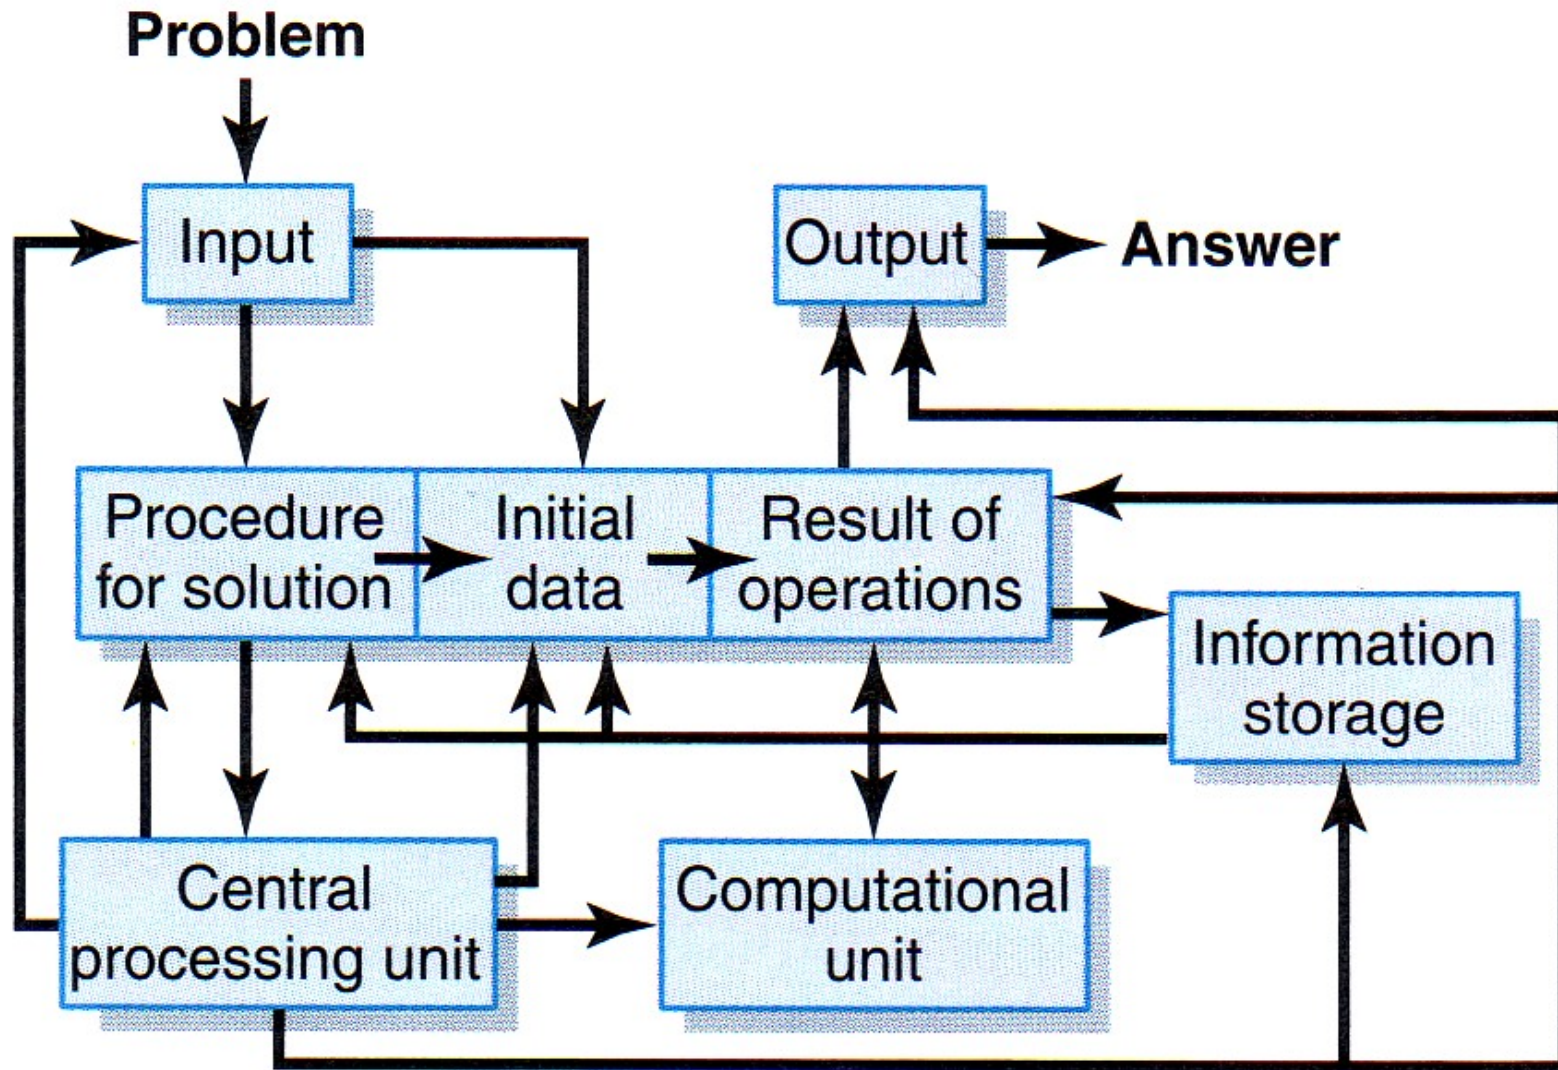 Problem
Input
Output
Answer
Procedure
for solution
Initial
data
Result of
operations
Information
storage
Central
processing unit
Computational
unit